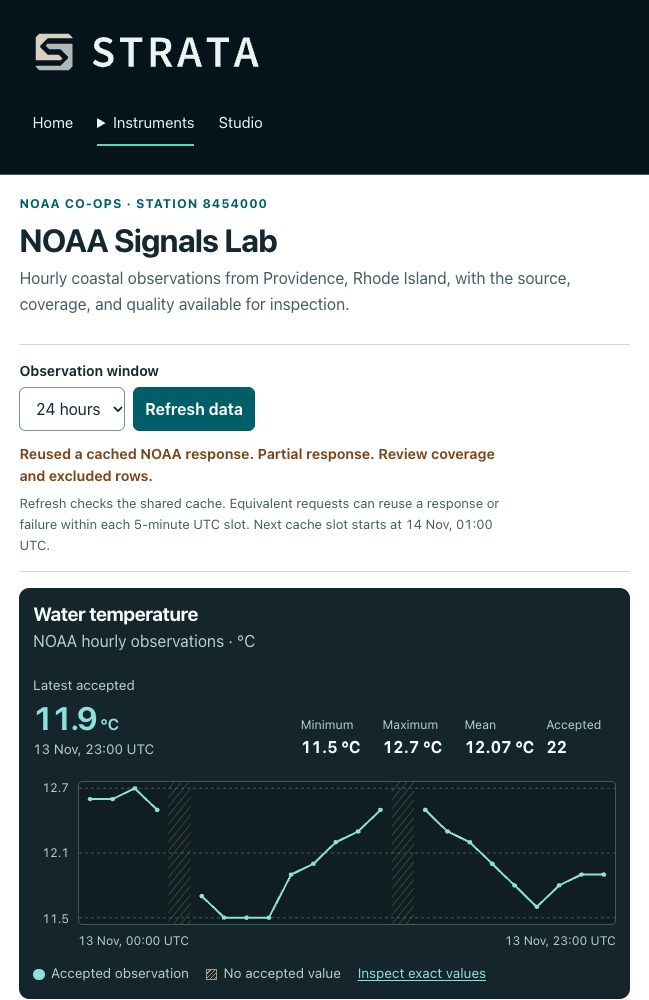 STRATA
Home
Instruments
Studio
NOAA CO-OPS · STATION 8454000
NOAA Signals Lab
Hourly coastal observations from Providence, Rhode Island, with the source,
coverage, and quality available for inspection.
Observation window
24 hours
Refresh data
Reused a cached NOAA response. Partial response. Review coverage
and excluded rows.
Refresh checks the shared cache. Equivalent requests can reuse a response or
failure within each 5-minute UTC slot. Next cache slot starts at 14 Nov, 01:00
UTC.
Water temperature
NOAA hourly observations · °C
Latest accepted
11.9 °C
13 Nov, 23:00 UTC
Minimum
11.5 °C
Maximum
12.7 °C
Mean
12.07 °C
Accepted
22
12.7
12.1
11.5
13 Nov, 00:00 UTC
13 Nov, 23:00 UTC
Accepted observation
No accepted value
Inspect exact values